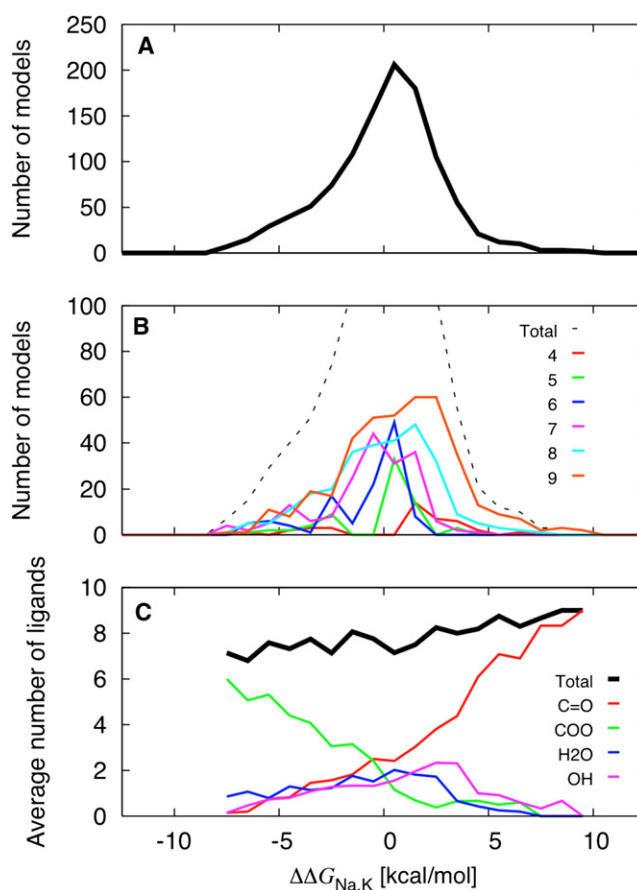 A
Number of models
250
200
150
100
50
0
B
Number of models
100
80
60
40
20
0
Total
4
5
6
7
8
9
C
Average number of ligands
10
8
6
4
2
0
Total
C=O
COO
H2O
OH
-10 -5 0 5 10
ΔΔG Na,K [kcal/mol]